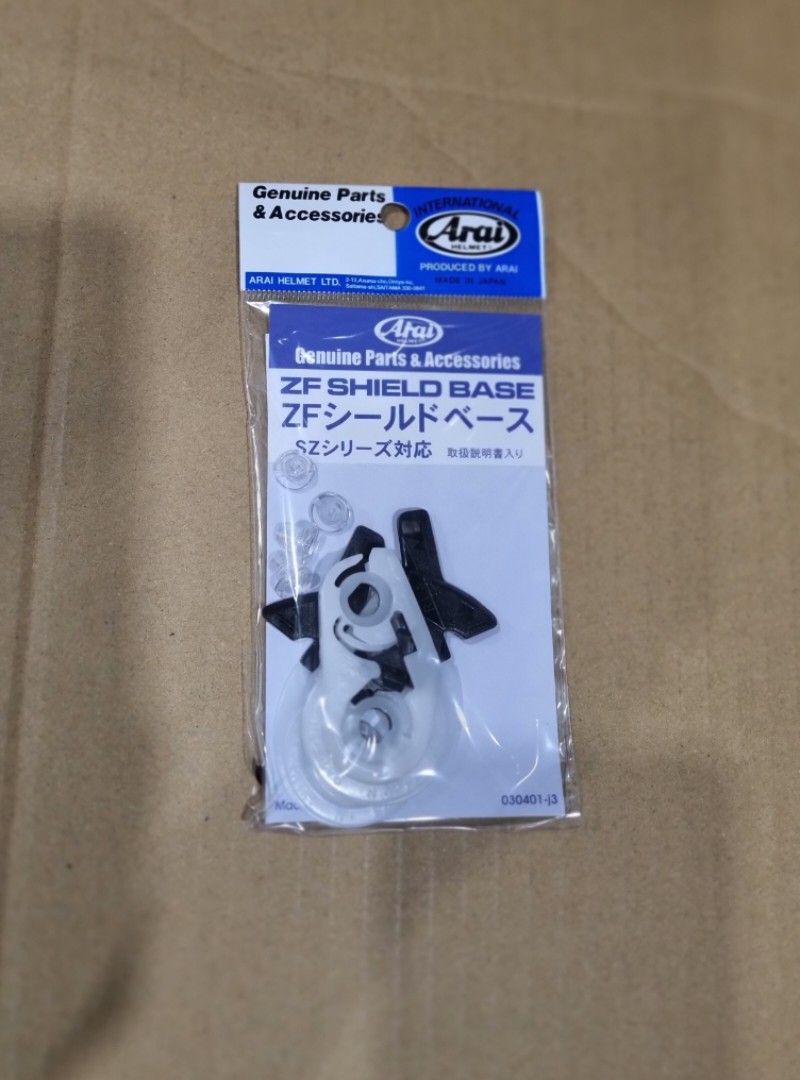 Genuine Parts
& Accessories
INTERNATIONAL
Arai
HELMET
PRODUCED BY ARAI
MADE IN JAPAN
ARAI HELMET LTD.
Arai
HELMET
Genuine Parts & Accessories
ZF SHIELD BASE
ZFシールドベース
SZシリーズ対応 取扱説明書入り
030401-j3